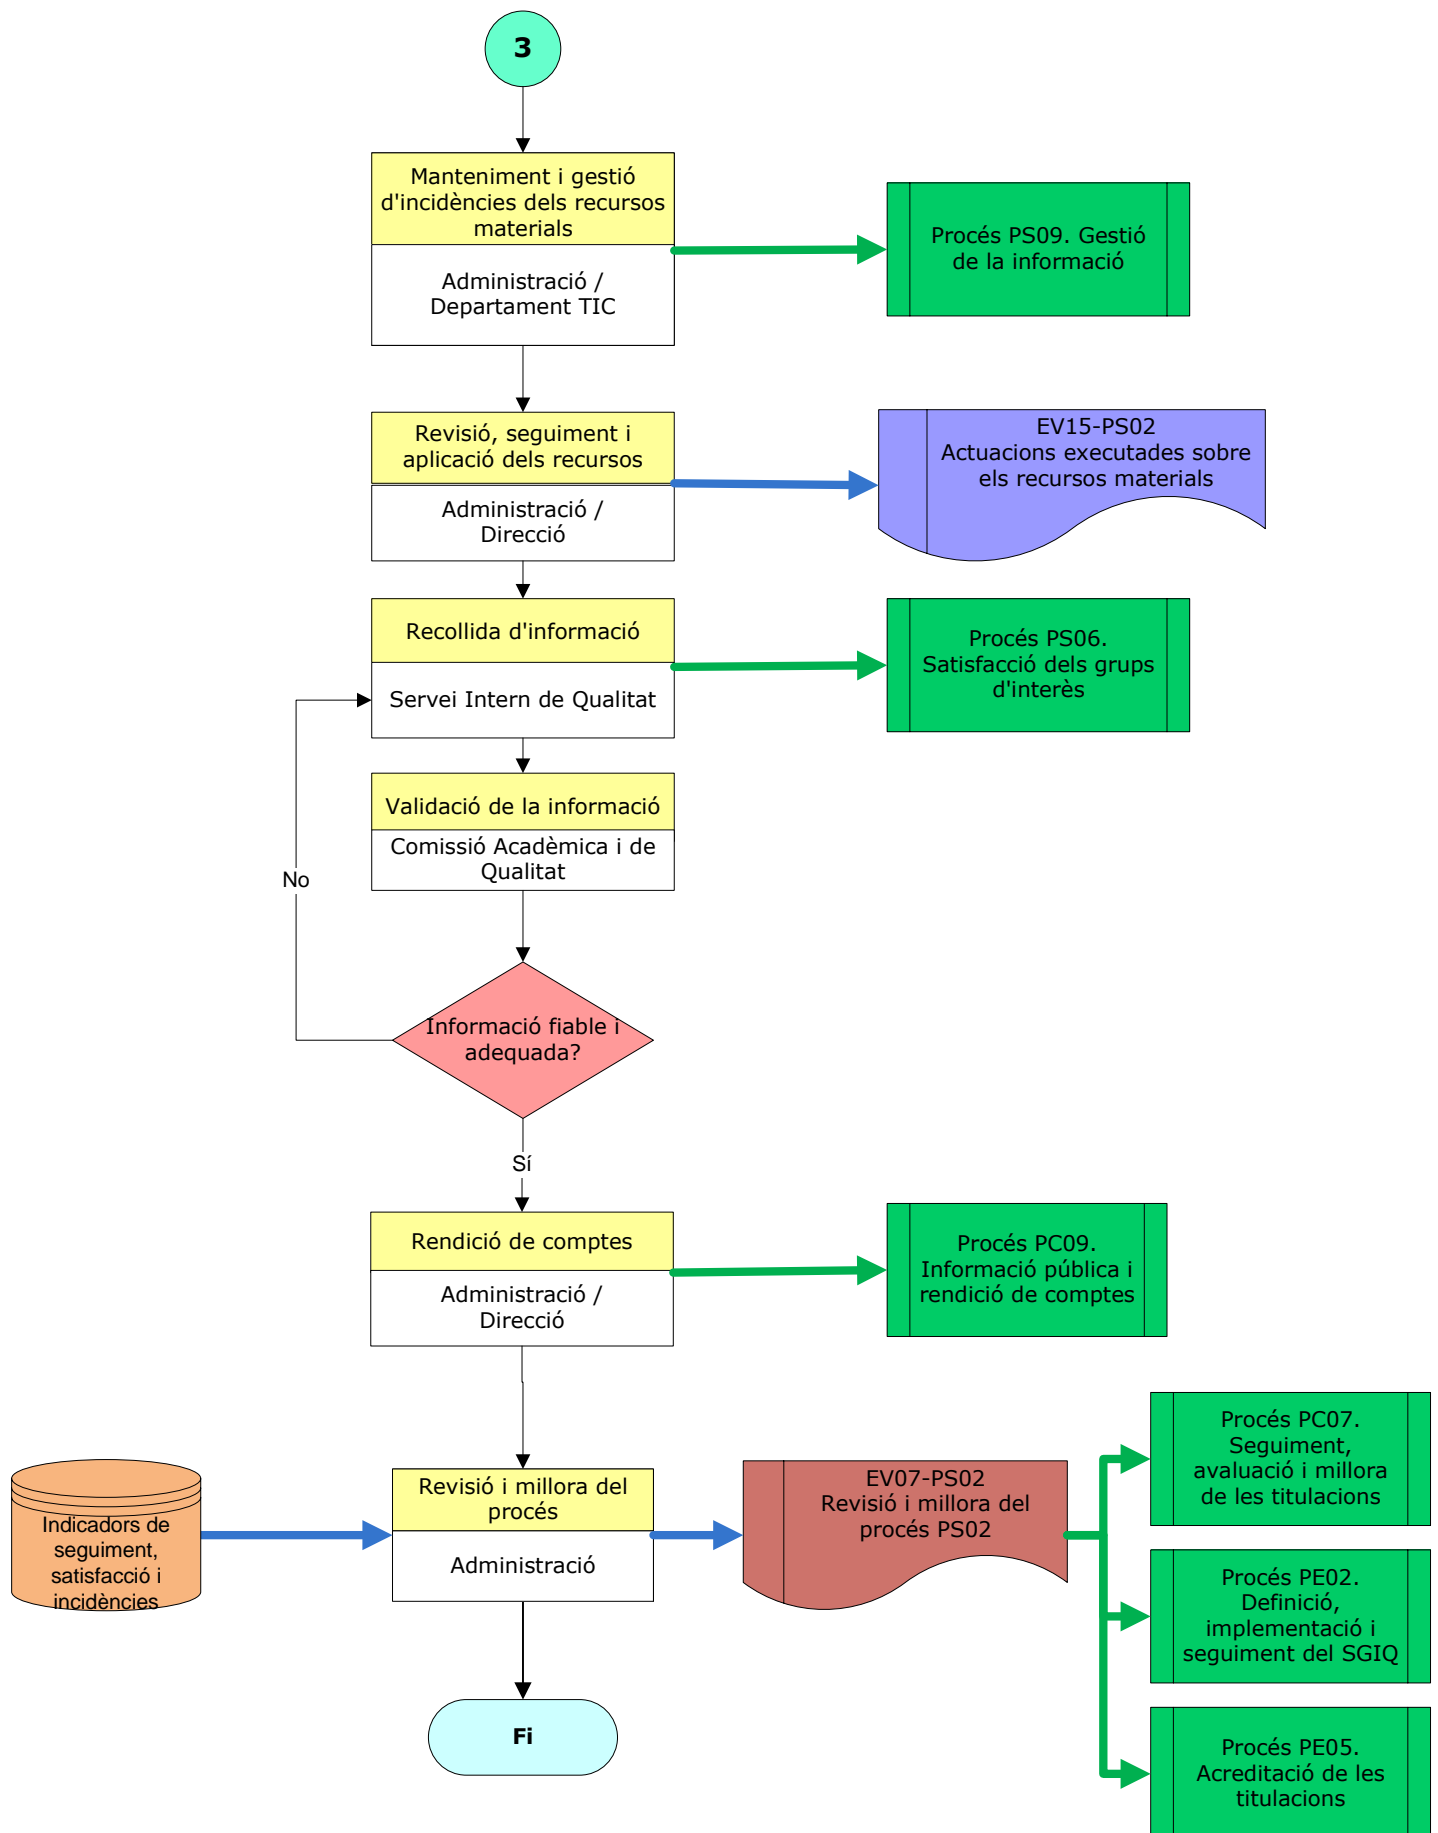 3
Manteniment i gestió
d'incidències dels recursos
materials
Administració /
Departament TIC
Procés PS09. Gestió
de la informació
Revisió, seguiment i
aplicació dels recursos
Administració /
Direcció
EV15-PS02
Actuacions executades sobre
els recursos materials
Recollida d'informació
Servei Intern de Qualitat
Procés PS06.
Satisfacció dels grups
d'interès
Validació de la informació
Comissió Acadèmica i de
Qualitat
No
Informació fiable i
adequada?
Sí
Rendició de comptes
Administració /
Direcció
Procés PC09.
Informació pública i
rendició de comptes
Indicadors de
seguiment,
satisfacció i
incidències
Revisió i millora del
procés
Administració
EV07-PS02
Revisió i millora del
procés PS02
Procés PC07.
Seguiment,
avaluació i millora
de les titulacions
Procés PE02.
Definició,
implementació i
seguiment del SGIQ
Procés PE05.
Acreditació de les
titulacions
Fi